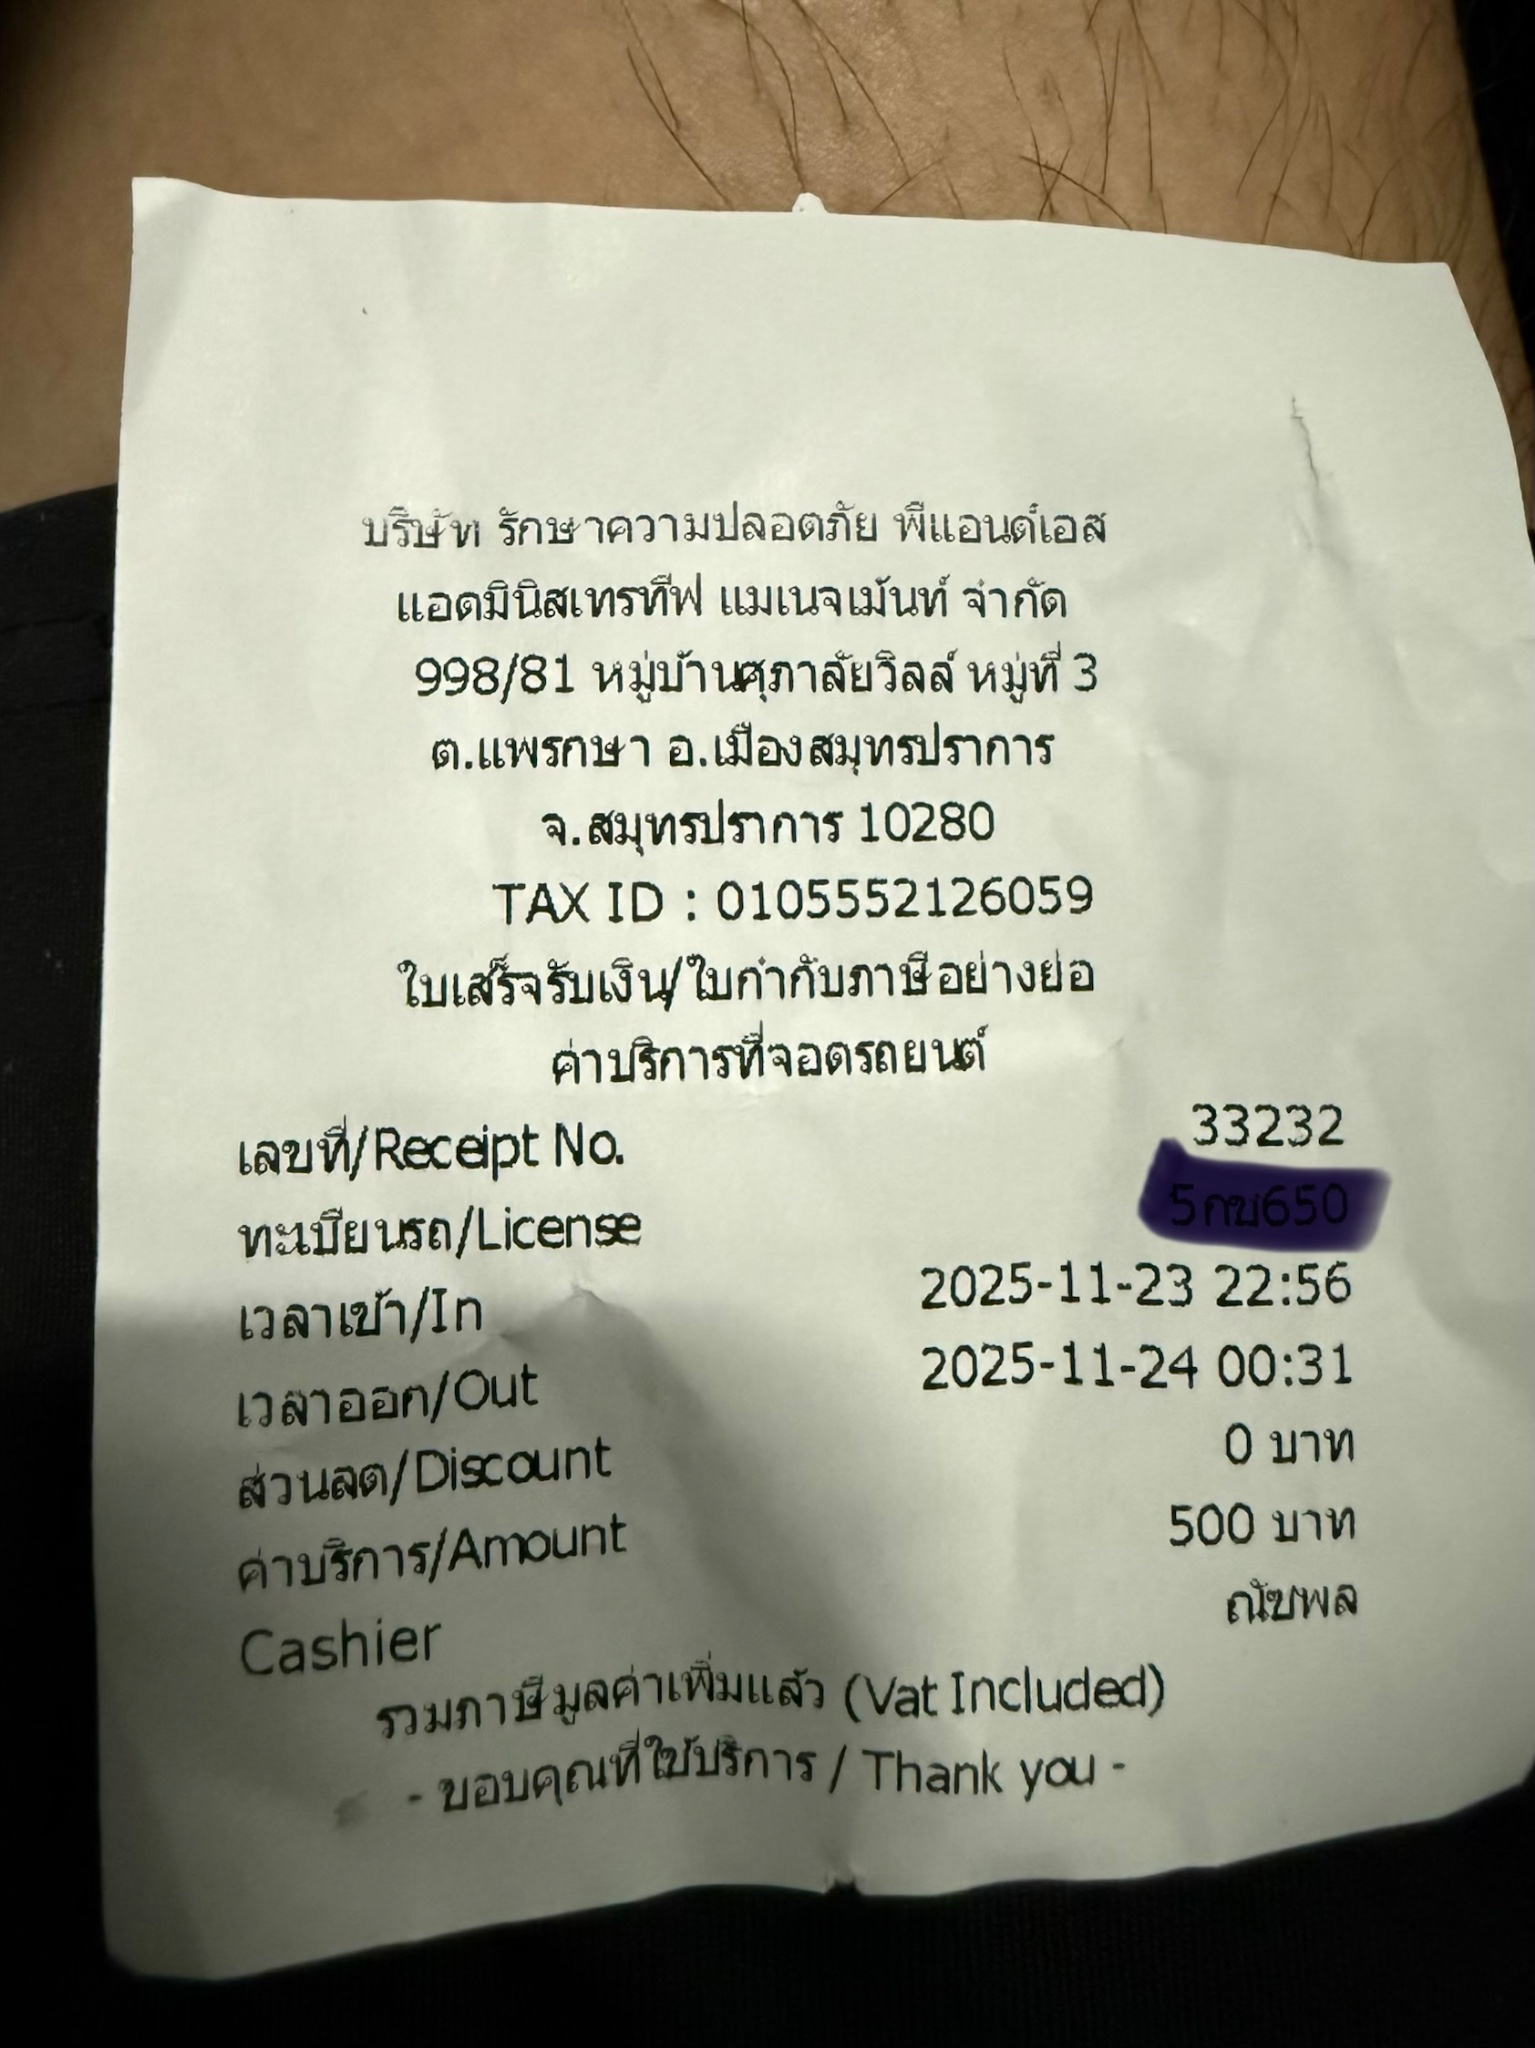 บริษัท รักษาความปลอดภัย พีแอนด์เอส
แอดมินิสเทรทีฟ แมเนจเม้นท์ จำกัด
998/81 หมู่บ้านศุภาลัยวิลล์ หมู่ที่ 3
ต.แพรกษา อ.เมืองสมุทรปราการ
จ.สมุทรปราการ 10280
TAX ID : 0105552126059
ใบเสร็จรับเงิน/ใบกำกับภาษีอย่างย่อ
ค่าบริการที่จอดรถยนต์
เลขที่/Receipt No. 33232
ทะเบียนรถ/License
เวลาเข้า/In 2025-11-23 22:56
เวลาออก/Out 2025-11-24 00:31
ส่วนลด/Discount 0 บาท
ค่าบริการ/Amount 500 บาท
Cashier
รวมภาษีมูลค่าเพิ่มแล้ว (Vat Included)
- ขอบคุณที่ใช้บริการ / Thank you -